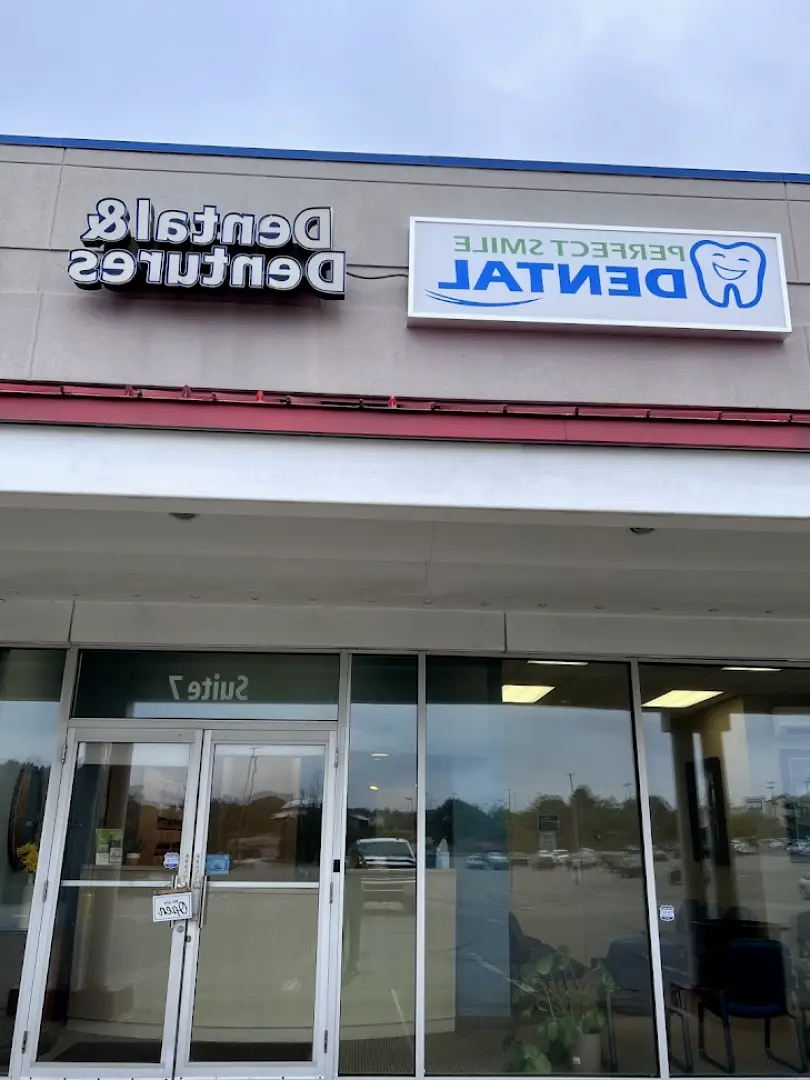 PERFECT SMILE
DENTAL
Dental &
Dentures
Suite 7
Open